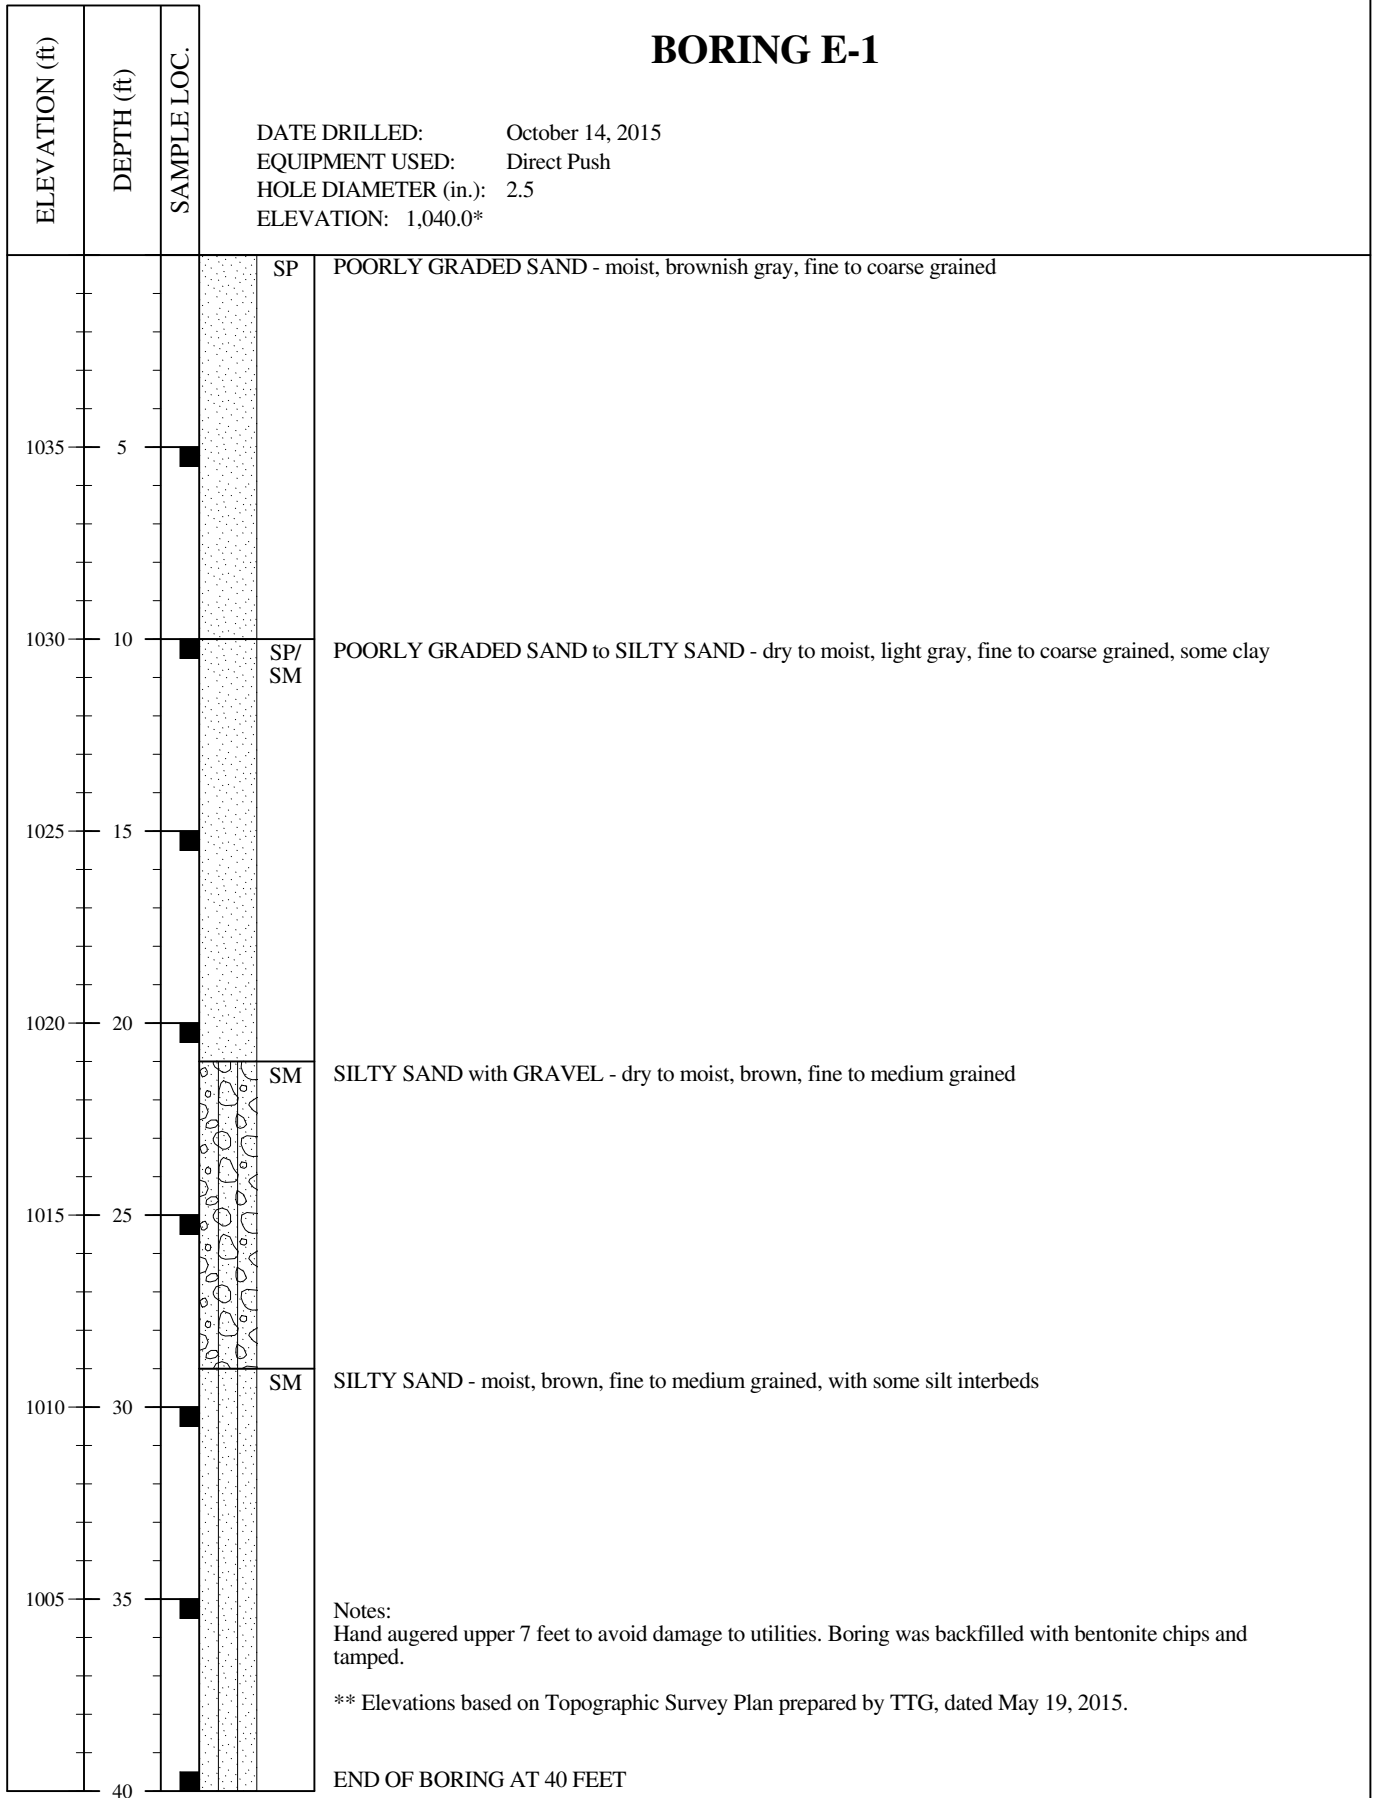 ELEVATION (ft)
DEPTH (ft)
SAMPLE LOC.
BORING E-1
DATE DRILLED: October 14, 2015
EQUIPMENT USED: Direct Push
HOLE DIAMETER (in.): 2.5
ELEVATION: 1,040.0*
SP POORLY GRADED SAND - moist, brownish gray, fine to coarse grained
1035 5
1030 10
SP/ POORLY GRADED SAND to SILTY SAND - dry to moist, light gray, fine to coarse grained, some clay
SM
1025 15
1020 20
SM SILTY SAND with GRAVEL - dry to moist, brown, fine to medium grained
1015 25
SM SILTY SAND - moist, brown, fine to medium grained, with some silt interbeds
1010 30
1005 35
Notes:
Hand augered upper 7 feet to avoid damage to utilities. Boring was backfilled with bentonite chips and
tamped.
** Elevations based on Topographic Survey Plan prepared by TTG, dated May 19, 2015.
END OF BORING AT 40 FEET
40